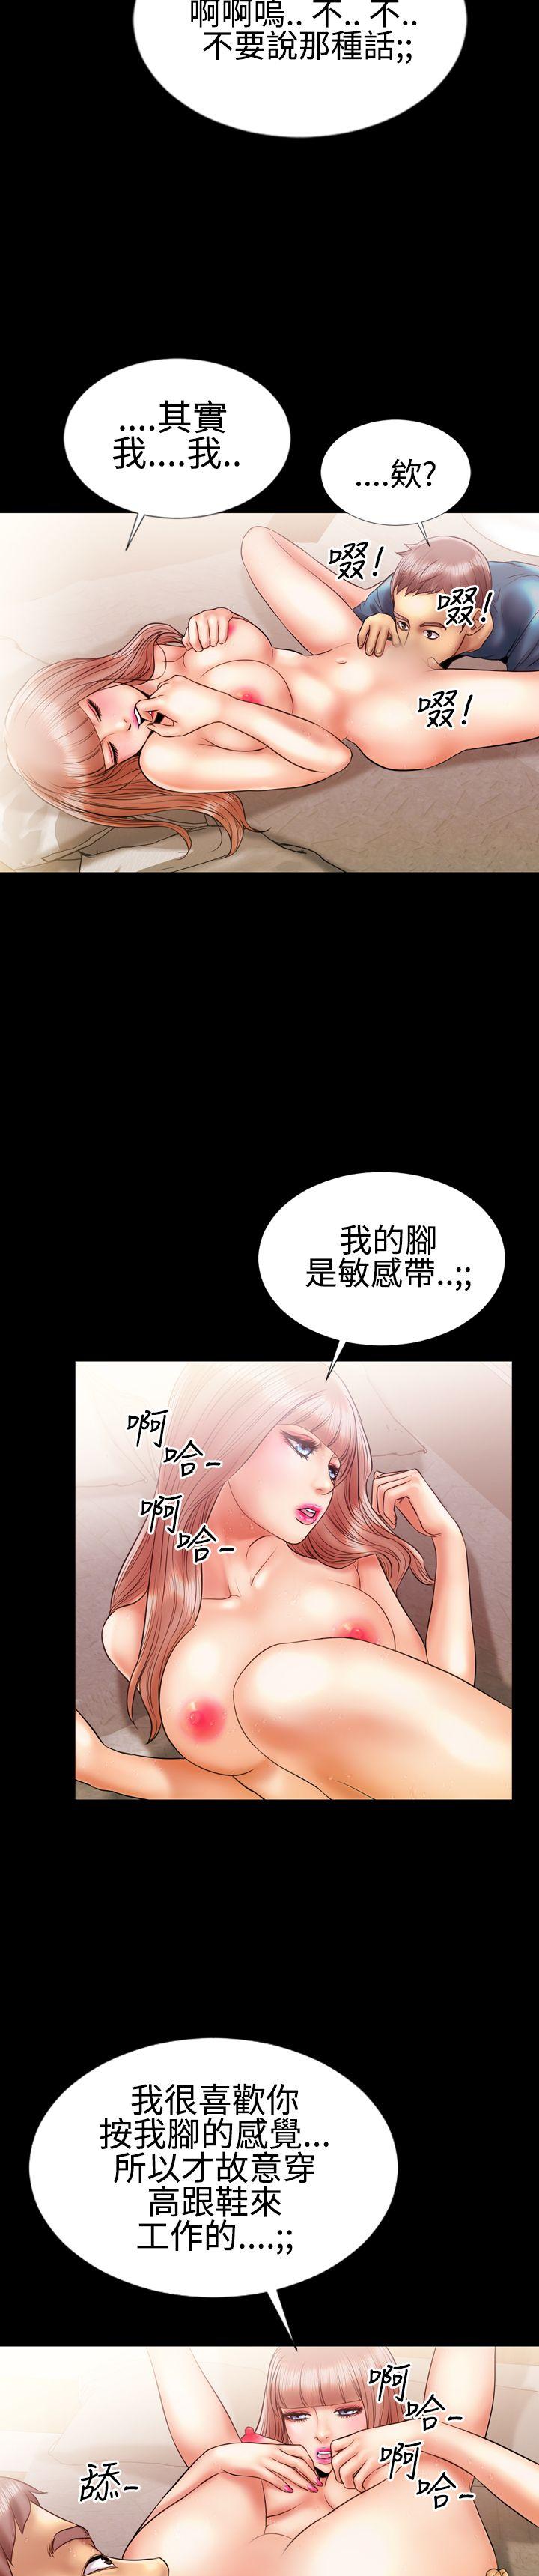 啊啊嗚.. 不.. 不..
不要說那種話;;
....其實
我....我..
....欸?
啜!
啜!
啜!
我的腳
是敏感帶..;;
啊
哈~
啊
哈~
我很喜歡你
按我腳的感覺...
所以才故意穿
高跟鞋來
工作的....;;
啊
哈~
啊
哈~
舔~